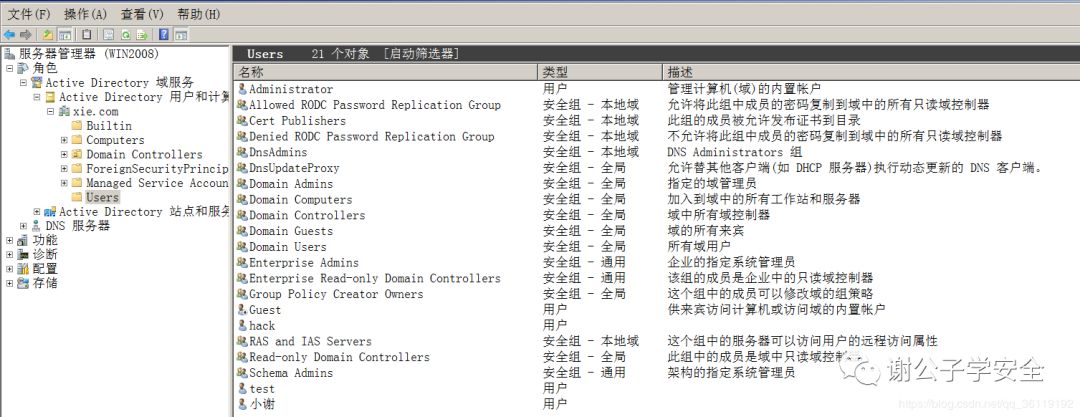 文件(F) 操作(A) 查看(V) 帮助(H)
服务器管理器 (WIN2008)
角色
Active Directory 域服务
Active Directory 用户和计算
xie.com
Builtin
Computers
Domain Controllers
ForeignSecurityPrincip
Managed Service Accoun
Users
Active Directory 站点和服务
DNS 服务器
功能
诊断
配置
存储
Users 21 个对象 [启动筛选器]
名称 类型 描述
Administrator 用户 管理计算机(域)的内置帐户
Allowed RODC Password Replication Group 安全组 - 本地域 允许将此组中成员的密码复制到域中的所有只读域控制器
Cert Publishers 安全组 - 本地域 此组的成员被允许发布证书到目录
Denied RODC Password Replication Group 安全组 - 本地域 不允许将此组中成员的密码复制到域中的所有只读域控制器
DnsAdmins 安全组 - 本地域 DNS Administrators 组
DnsUpdateProxy 安全组 - 全局 允许替其他客户端(如 DHCP 服务器)执行动态更新的 DNS 客户端。
Domain Admins 安全组 - 全局 指定的域管理员
Domain Computers 安全组 - 全局 加入到域中的所有工作站和服务器
Domain Controllers 安全组 - 全局 域中所有域控制器
Domain Guests 安全组 - 全局 域的所有来宾
Domain Users 安全组 - 全局 所有域用户
Enterprise Admins 安全组 - 通用 企业的指定系统管理员
Enterprise Read-only Domain Controllers 安全组 - 通用 该组的成员是企业中的只读域控制器
Group Policy Creator Owners 安全组 - 全局 这个组中的成员可以修改域的组策略
Guest 用户 供来宾访问计算机或访问域的内置帐户
hack 用户
RAS and IAS Servers 安全组 - 本地域 这个组中的服务器可以访问用户的远程访问属性
Read-only Domain Controllers 安全组 - 全局 此组中的成员是域中只读域控制
Schema Admins 安全组 - 通用 架构的指定系统管理员
test 用户
小谢 用户
谢公子学安全
https://blog.csdn.net/qq_36119192